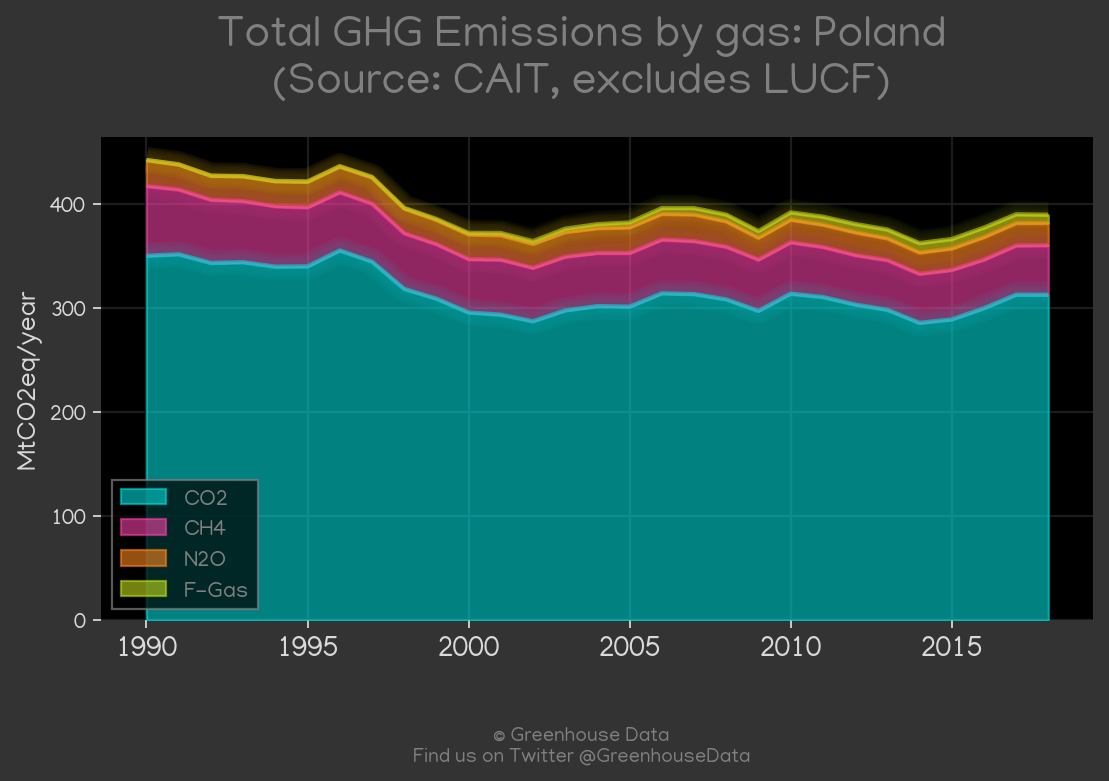 Total GHG Emissions by gas: Poland
(Source: CAIT, excludes LUCF)
MtCO2eq/year
400
300
200
100
0
CO2
CH4
N2O
F-Gas
1990 1995 2000 2005 2010 2015
© Greenhouse Data
Find us on Twitter @GreenhouseData